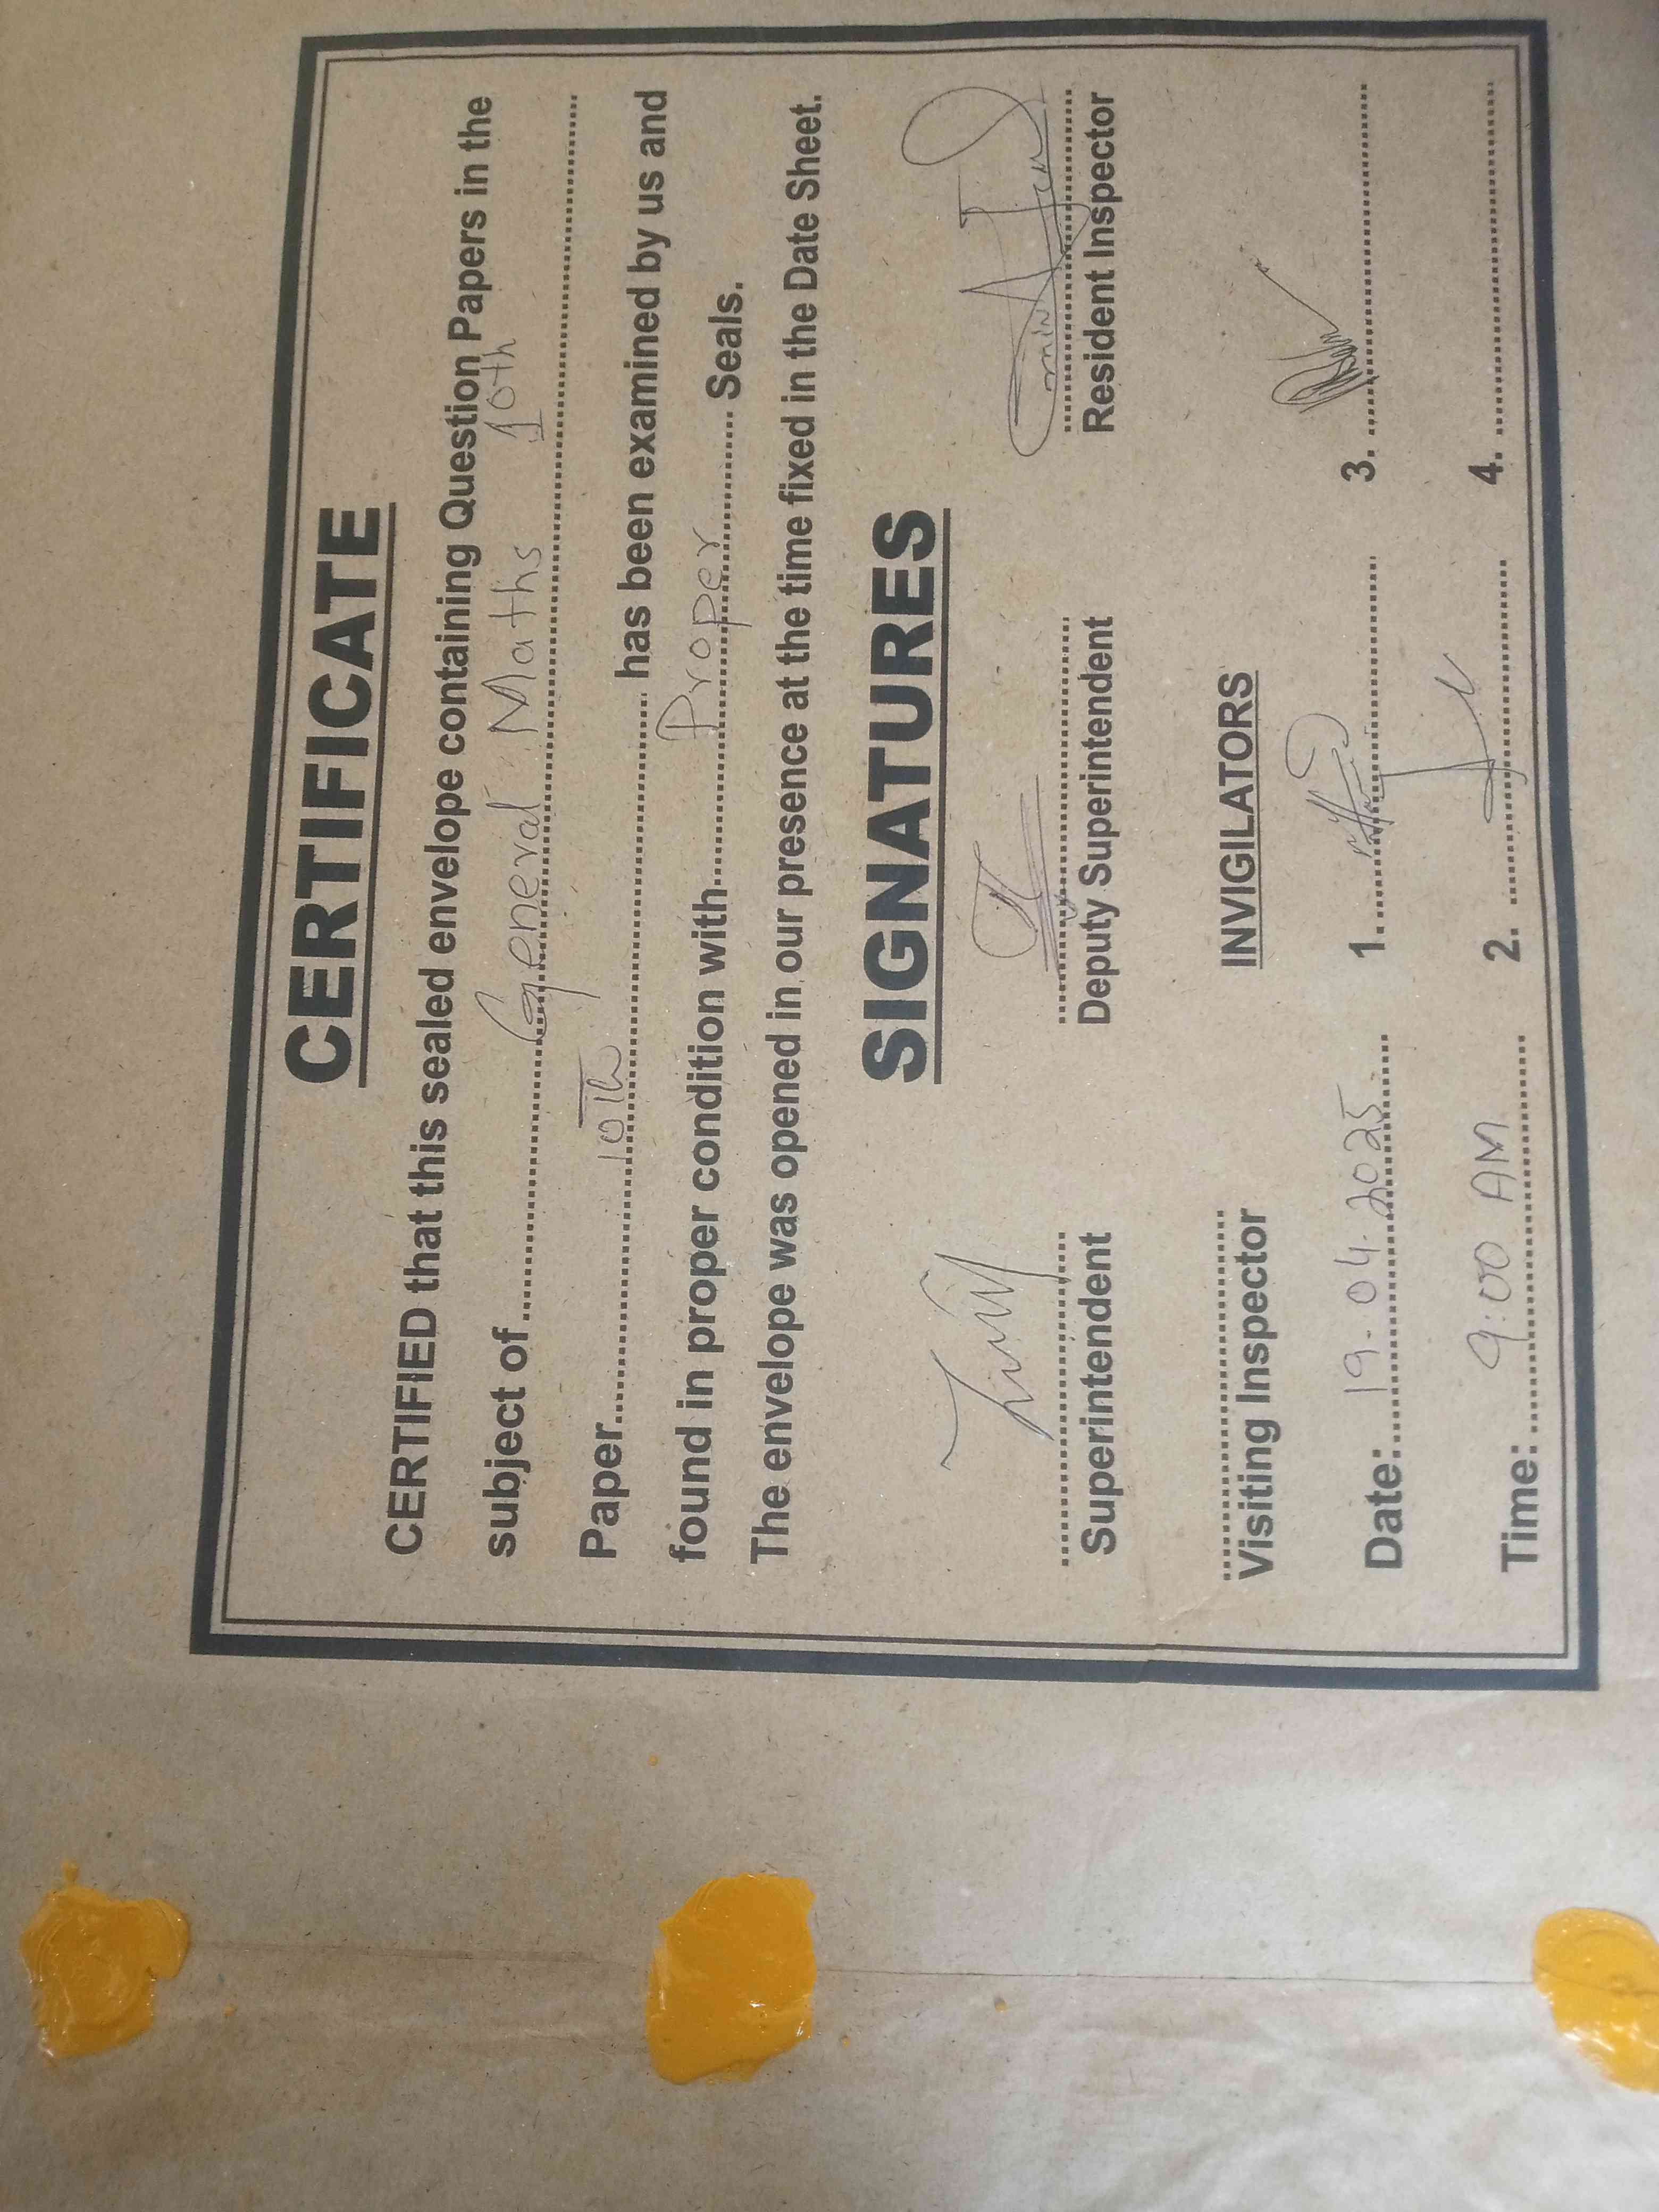 CERTIFICATE
CERTIFIED that this sealed envelope containing Question Papers in the
subject of.................General Maths 10th.................
Paper.................10th................. has been examined by us and
found in proper condition with........Proper........ Seals.
The envelope was opened in our presence at the time fixed in the Date Sheet.
SIGNATURES
Superintendent Deputy Superintendent Resident Inspector
Visiting Inspector INVIGILATORS
Date:....19-04-2025.... 1. 3.
Time:....9:00 AM.... 2. 4.